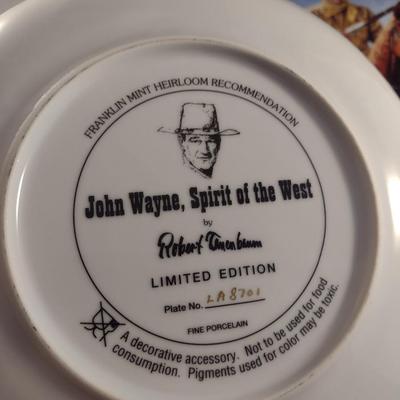 FRANKLIN MINT HEIRLOOM RECOMMENDATION
John Wayne, Spirit of the West
by
Robert Tanenbaum
LIMITED EDITION
Plate No. LA8701
FINE PORCELAIN
A decorative accessory. Not to be used for food
consumption. Pigments used for color may be toxic.